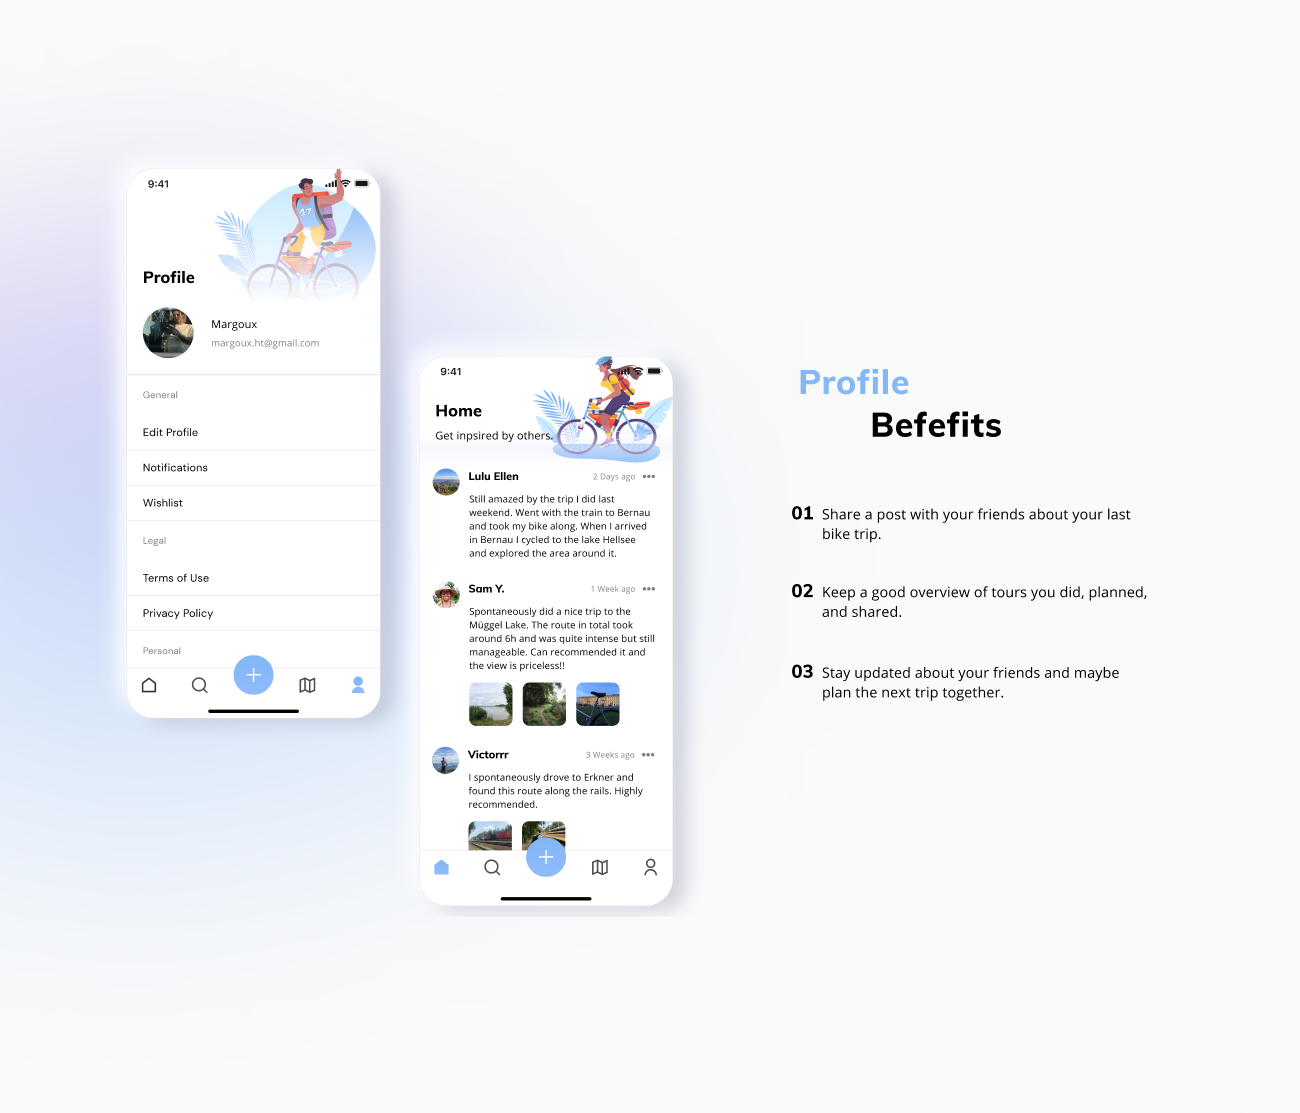 9:41
47
Profile
Margoux
margoux.ht@gmail.com
General
Edit Profile
Notifications
Wishlist
Legal
Terms of Use
Privacy Policy
Personal
9:41
Home
Get inpsired by others.
Lulu Ellen
2 Days ago
Still amazed by the trip I did last
weekend. Went with the train to Bernau
and took my bike along. When I arrived
in Bernau I cycled to the lake Hellsee
and explored the area around it.
Sam Y.
1 Week ago
Spontaneously did a nice trip to the
Müggel Lake. The route in total took
around 6h and was quite intense but still
manageable. Can recommended it and
the view is priceless!!
Victorrr
3 Weeks ago
I spontaneously drove to Erkner and
found this route along the rails. Highly
recommended.
Profile
Befefits
01 Share a post with your friends about your last
bike trip.
02 Keep a good overview of tours you did, planned,
and shared.
03 Stay updated about your friends and maybe
plan the next trip together.